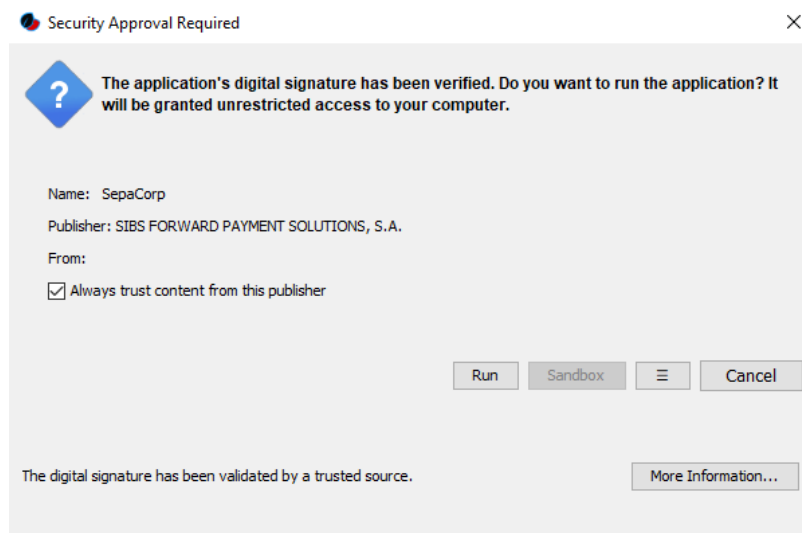 Security Approval Required
The application's digital signature has been verified. Do you want to run the application? It
will be granted unrestricted access to your computer.
Name: SepaCorp
Publisher: SIBS FORWARD PAYMENT SOLUTIONS, S.A.
From:
Always trust content from this publisher
Run Sandbox ☰ Cancel
The digital signature has been validated by a trusted source. More Information...